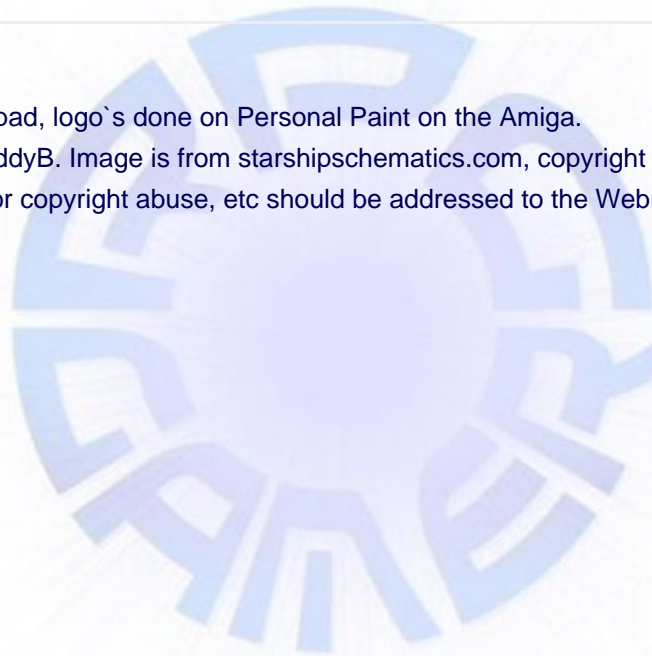 oad, logo`s done on Personal Paint on the Amiga.
ddyB. Image is from starshipschematics.com, copyright
or copyright abuse, etc should be addressed to the Web